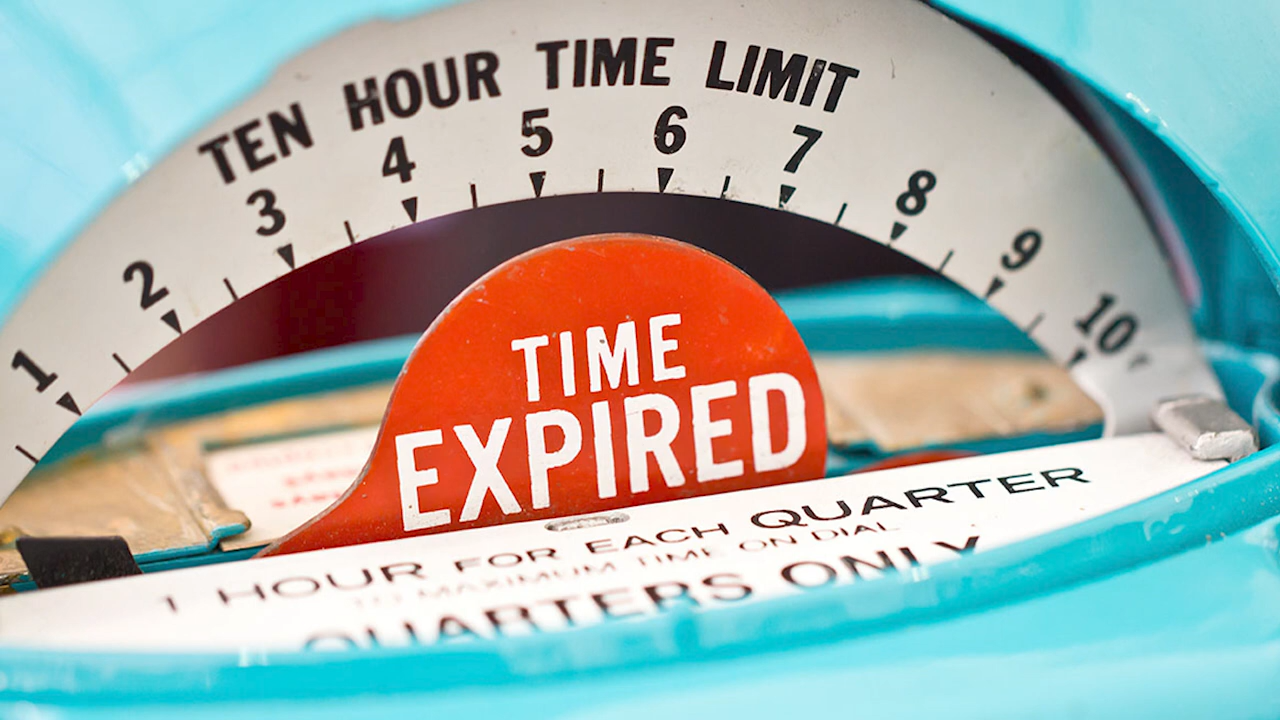 TEN HOUR TIME LIMIT
1 2 3 4 5 6 7 8 9 10
TIME
EXPIRED
1 HOUR FOR EACH QUARTER
TO MAXIMUM TIME ON DIAL
QUARTERS ONLY